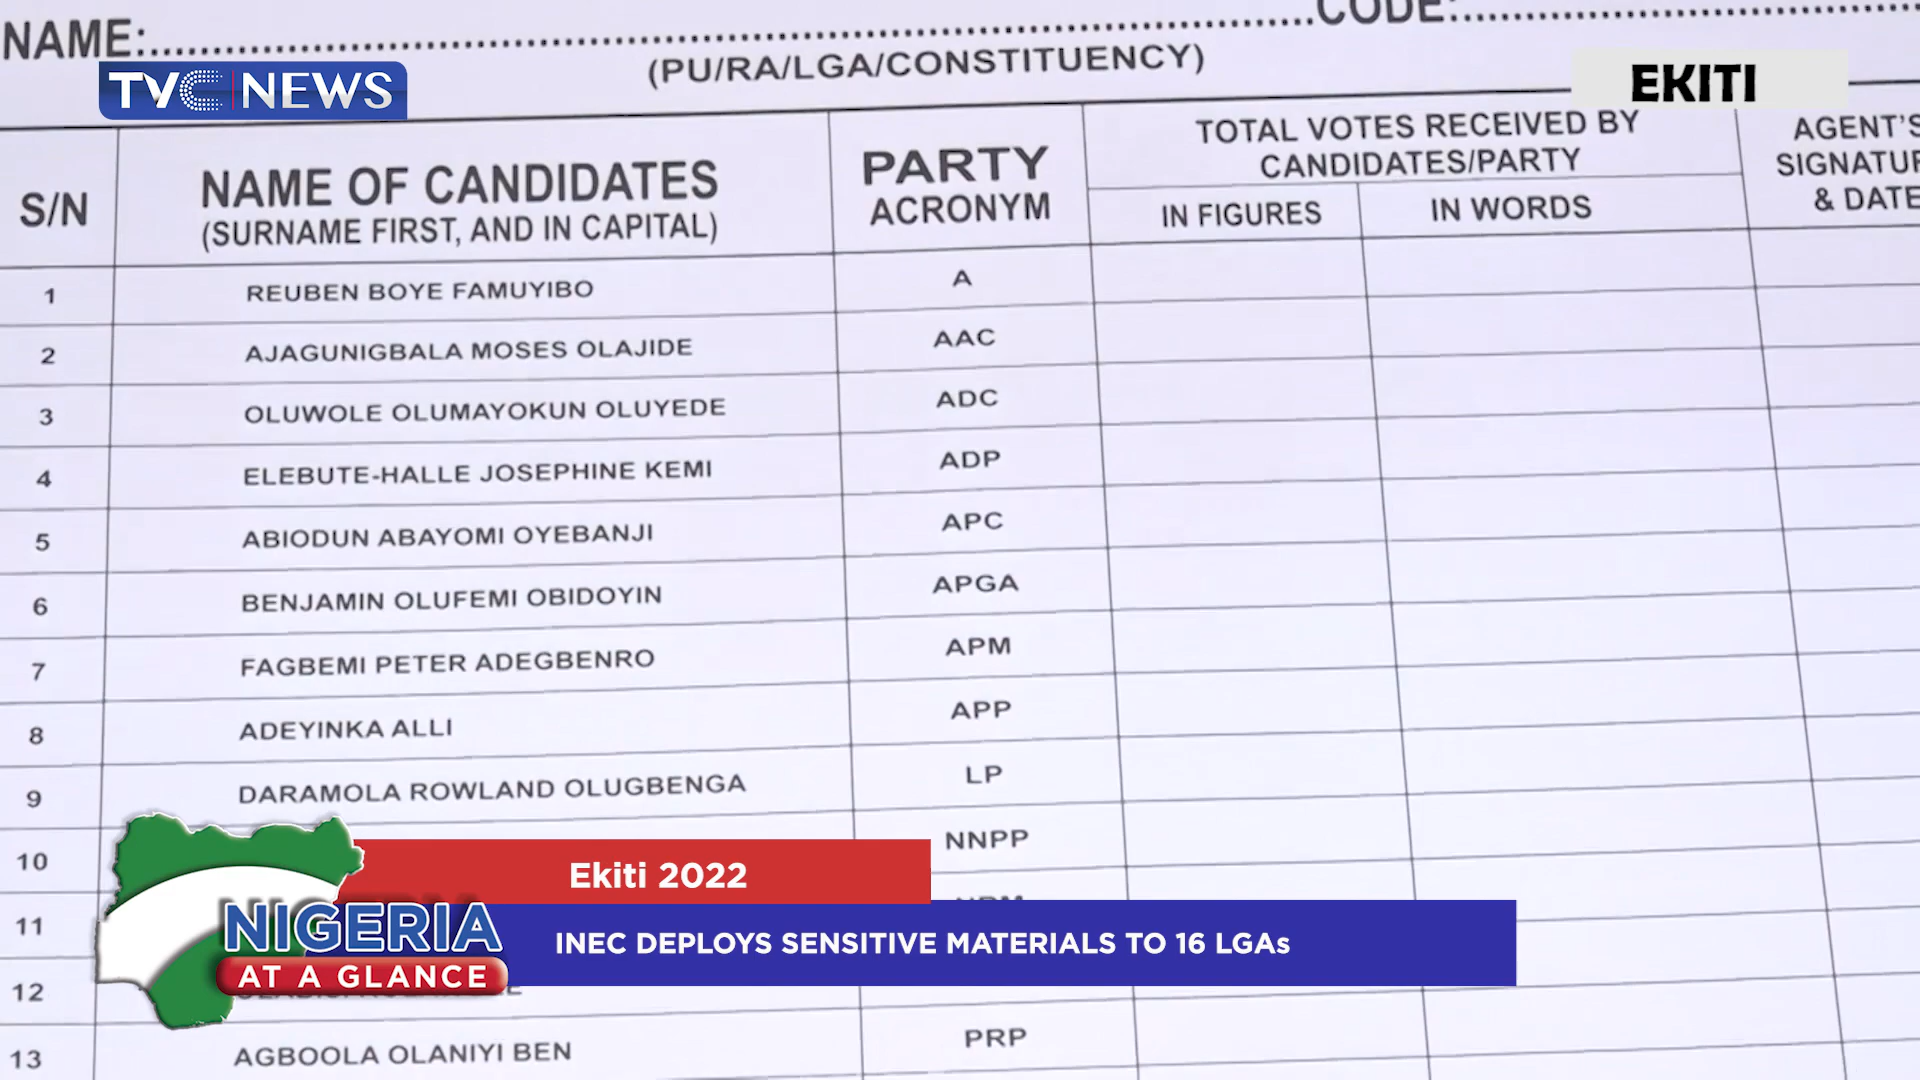 NAME: CODE:
(PU/RA/LGA/CONSTITUENCY)
TVC NEWS
EKITI
S/N NAME OF CANDIDATES (SURNAME FIRST, AND IN CAPITAL) PARTY ACRONYM TOTAL VOTES RECEIVED BY CANDIDATES/PARTY IN FIGURES IN WORDS AGENT'S & DATE
1 REUBEN BOYE FAMUYIBO A
2 AJAGUNIGBALA MOSES OLAJIDE AAC
3 OLUWOLE OLUMAYOKUN OLUYEDE ADC
4 ELEBUTE-HALLE JOSEPHINE KEMI ADP
5 ABIODUN ABAYOMI OYEBANJI APC
6 BENJAMIN OLUFEMI OBIDOYIN APGA
7 FAGBEMI PETER ADEGBENRO APM
8 ADEYINKA ALLI APP
9 DARAMOLA ROWLAND OLUGBENGA LP
10 NNPP
11
12
13 AGBOOLA OLANIYI BEN PRP
Ekiti 2022
INEC DEPLOYS SENSITIVE MATERIALS TO 16 LGAs
NIGERIA
AT A GLANCE